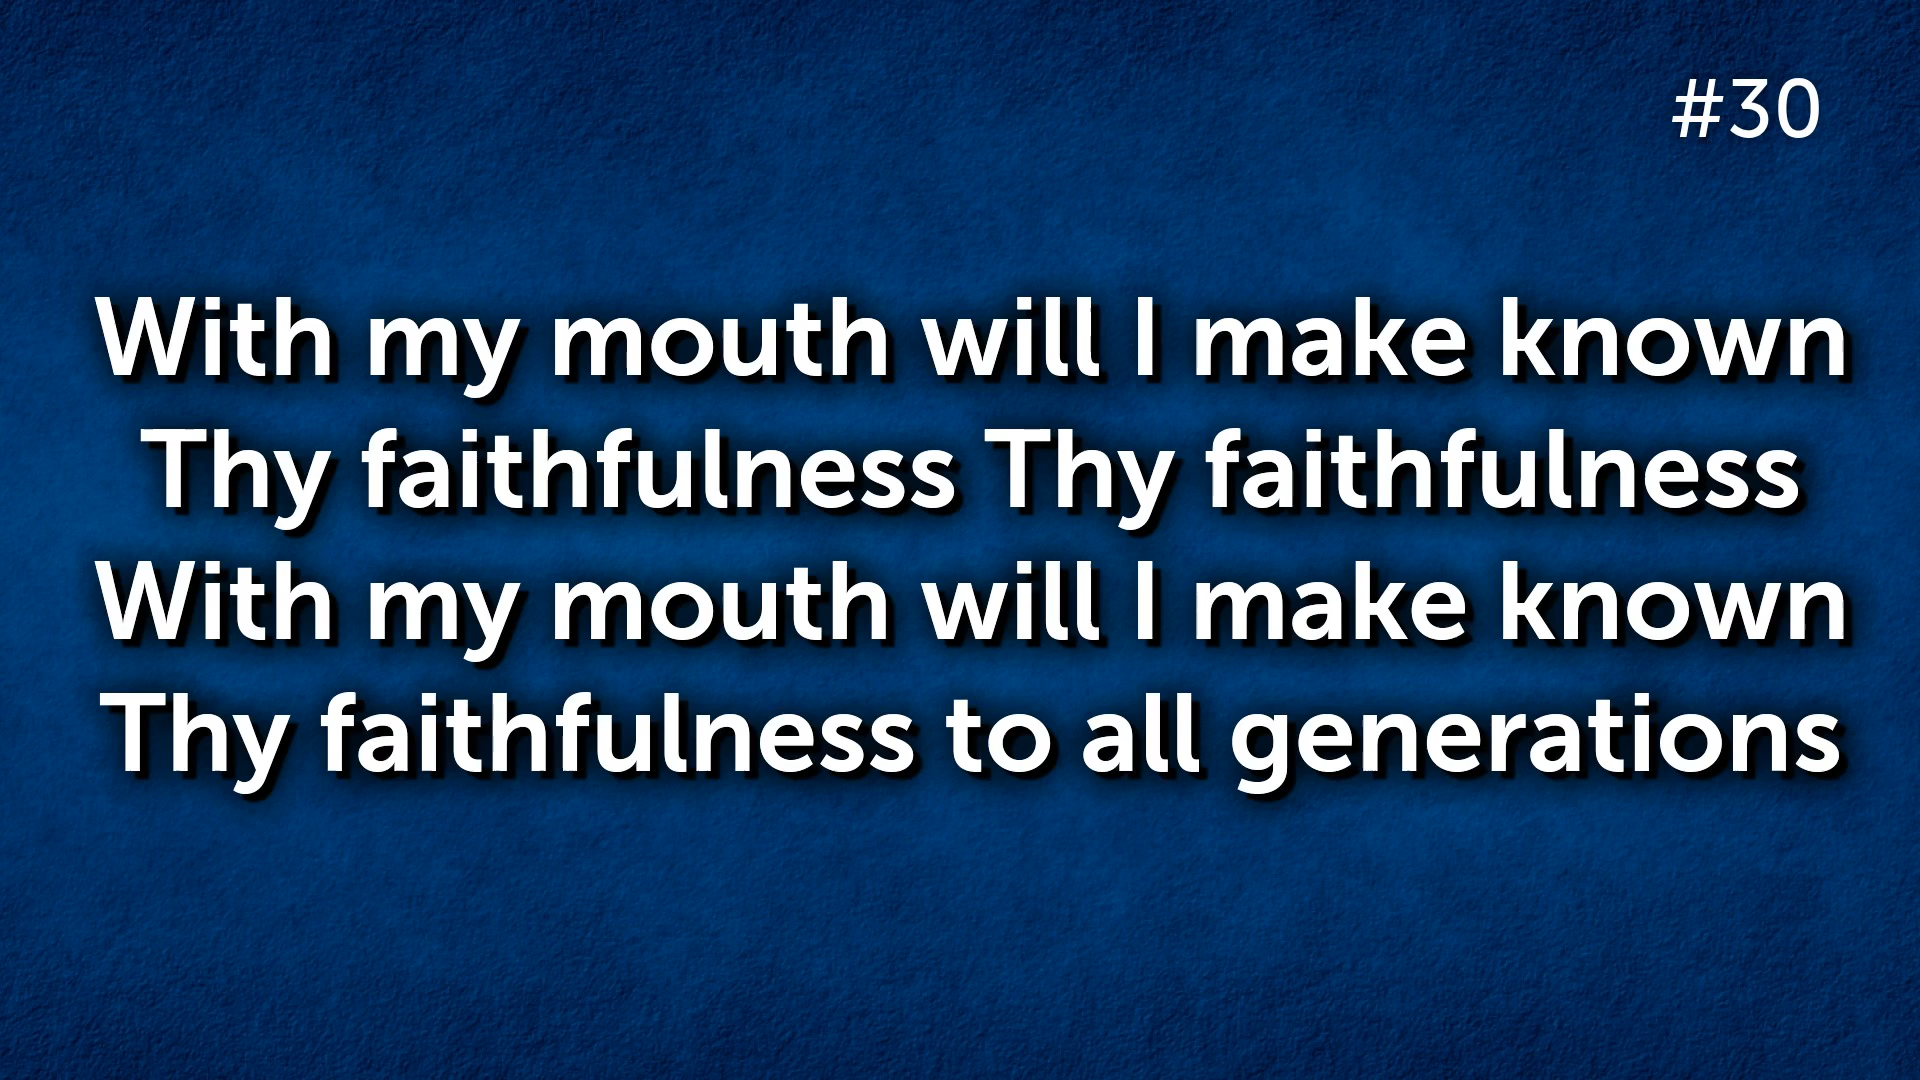 #30
With my mouth will I make known
Thy faithfulness Thy faithfulness
With my mouth will I make known
Thy faithfulness to all generations